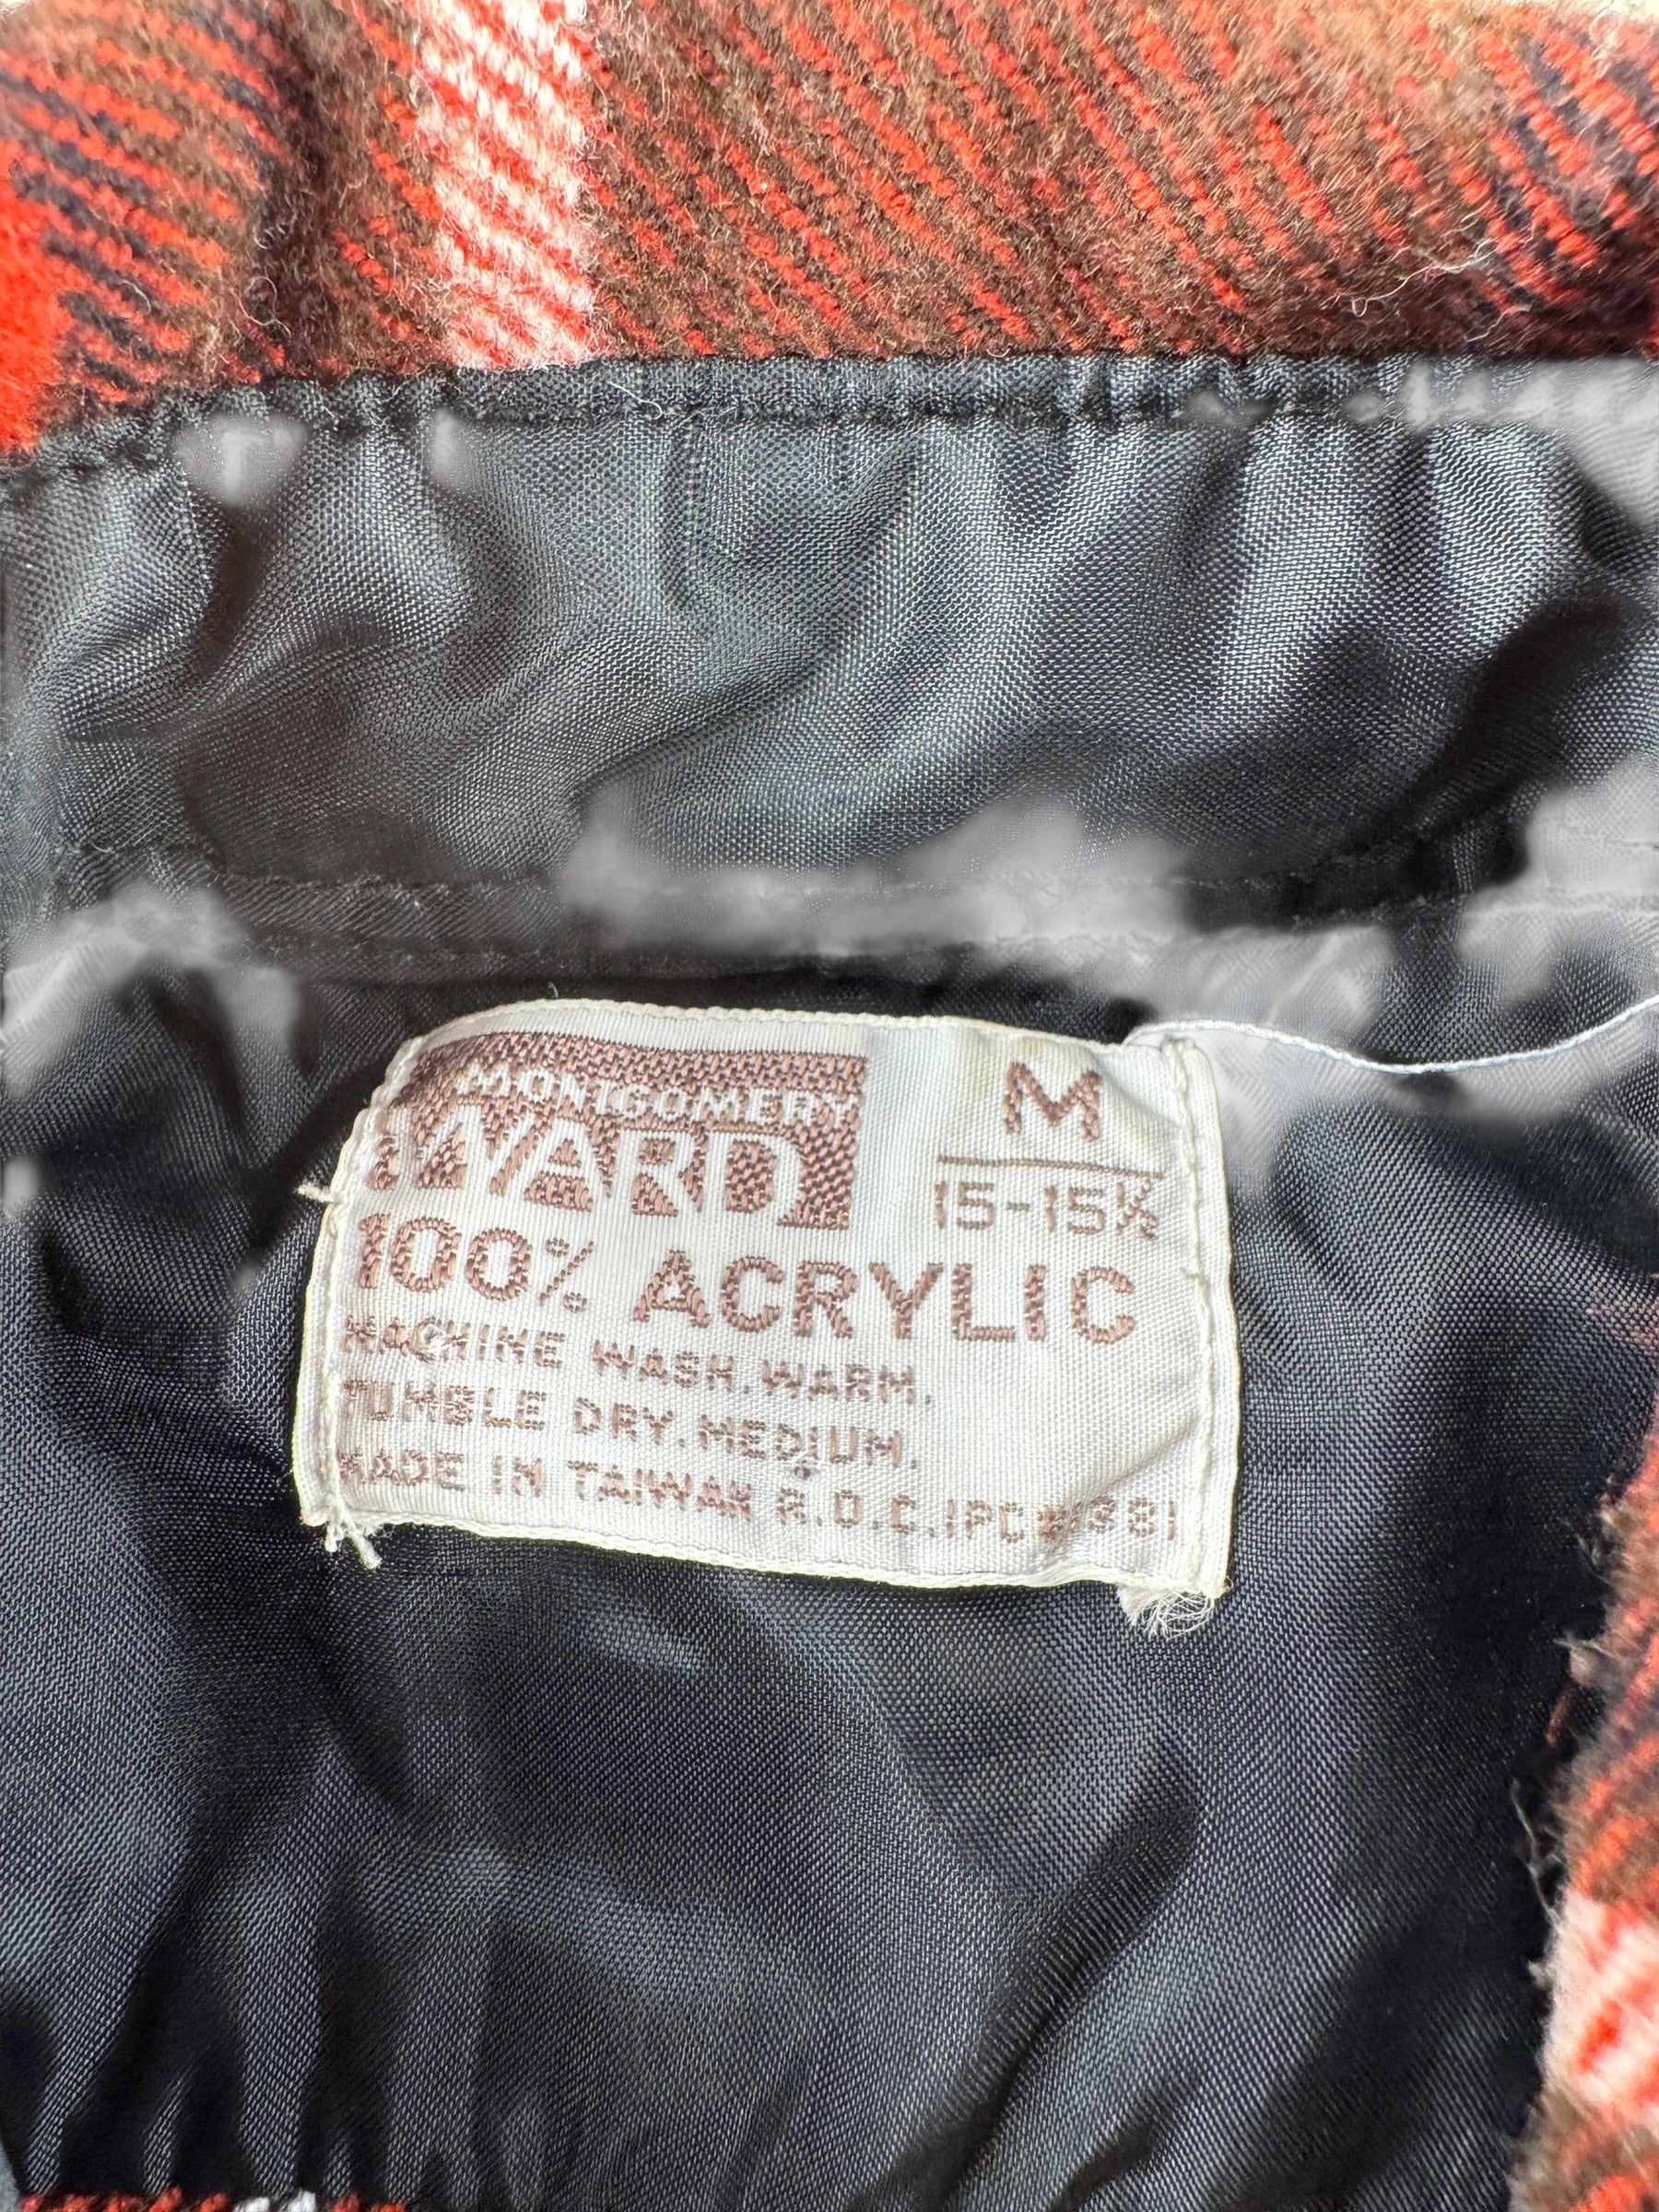 MONTGOMERY
WARD
M
15-15½
100% ACRYLIC
MACHINE WASH.WARM.
TUMBLE DRY.MEDIUM.
MADE IN TAIWAN R.O.C.